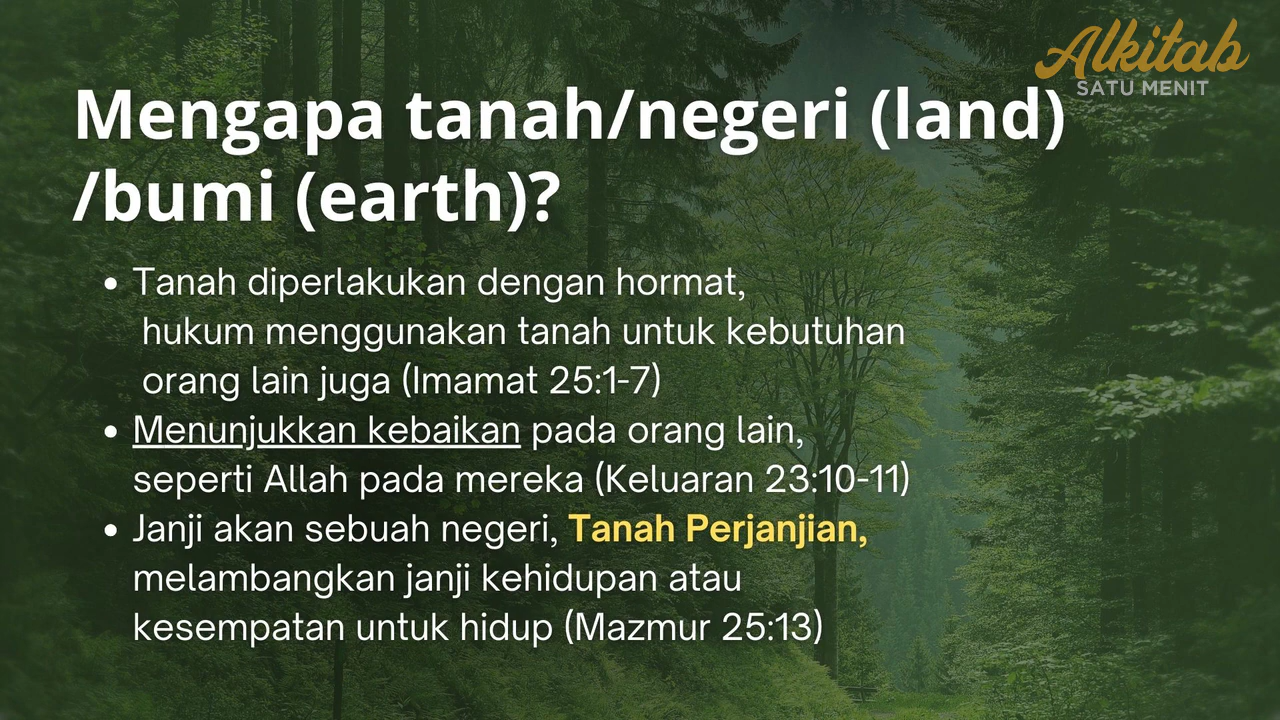 Alkitab
SATU MENIT
Mengapa tanah/negeri (land)
/bumi (earth)?
• Tanah diperlakukan dengan hormat,
hukum menggunakan tanah untuk kebutuhan
orang lain juga (Imamat 25:1-7)
• Menunjukkan kebaikan pada orang lain,
seperti Allah pada mereka (Keluaran 23:10-11)
• Janji akan sebuah negeri, Tanah Perjanjian,
melambangkan janji kehidupan atau
kesempatan untuk hidup (Mazmur 25:13)